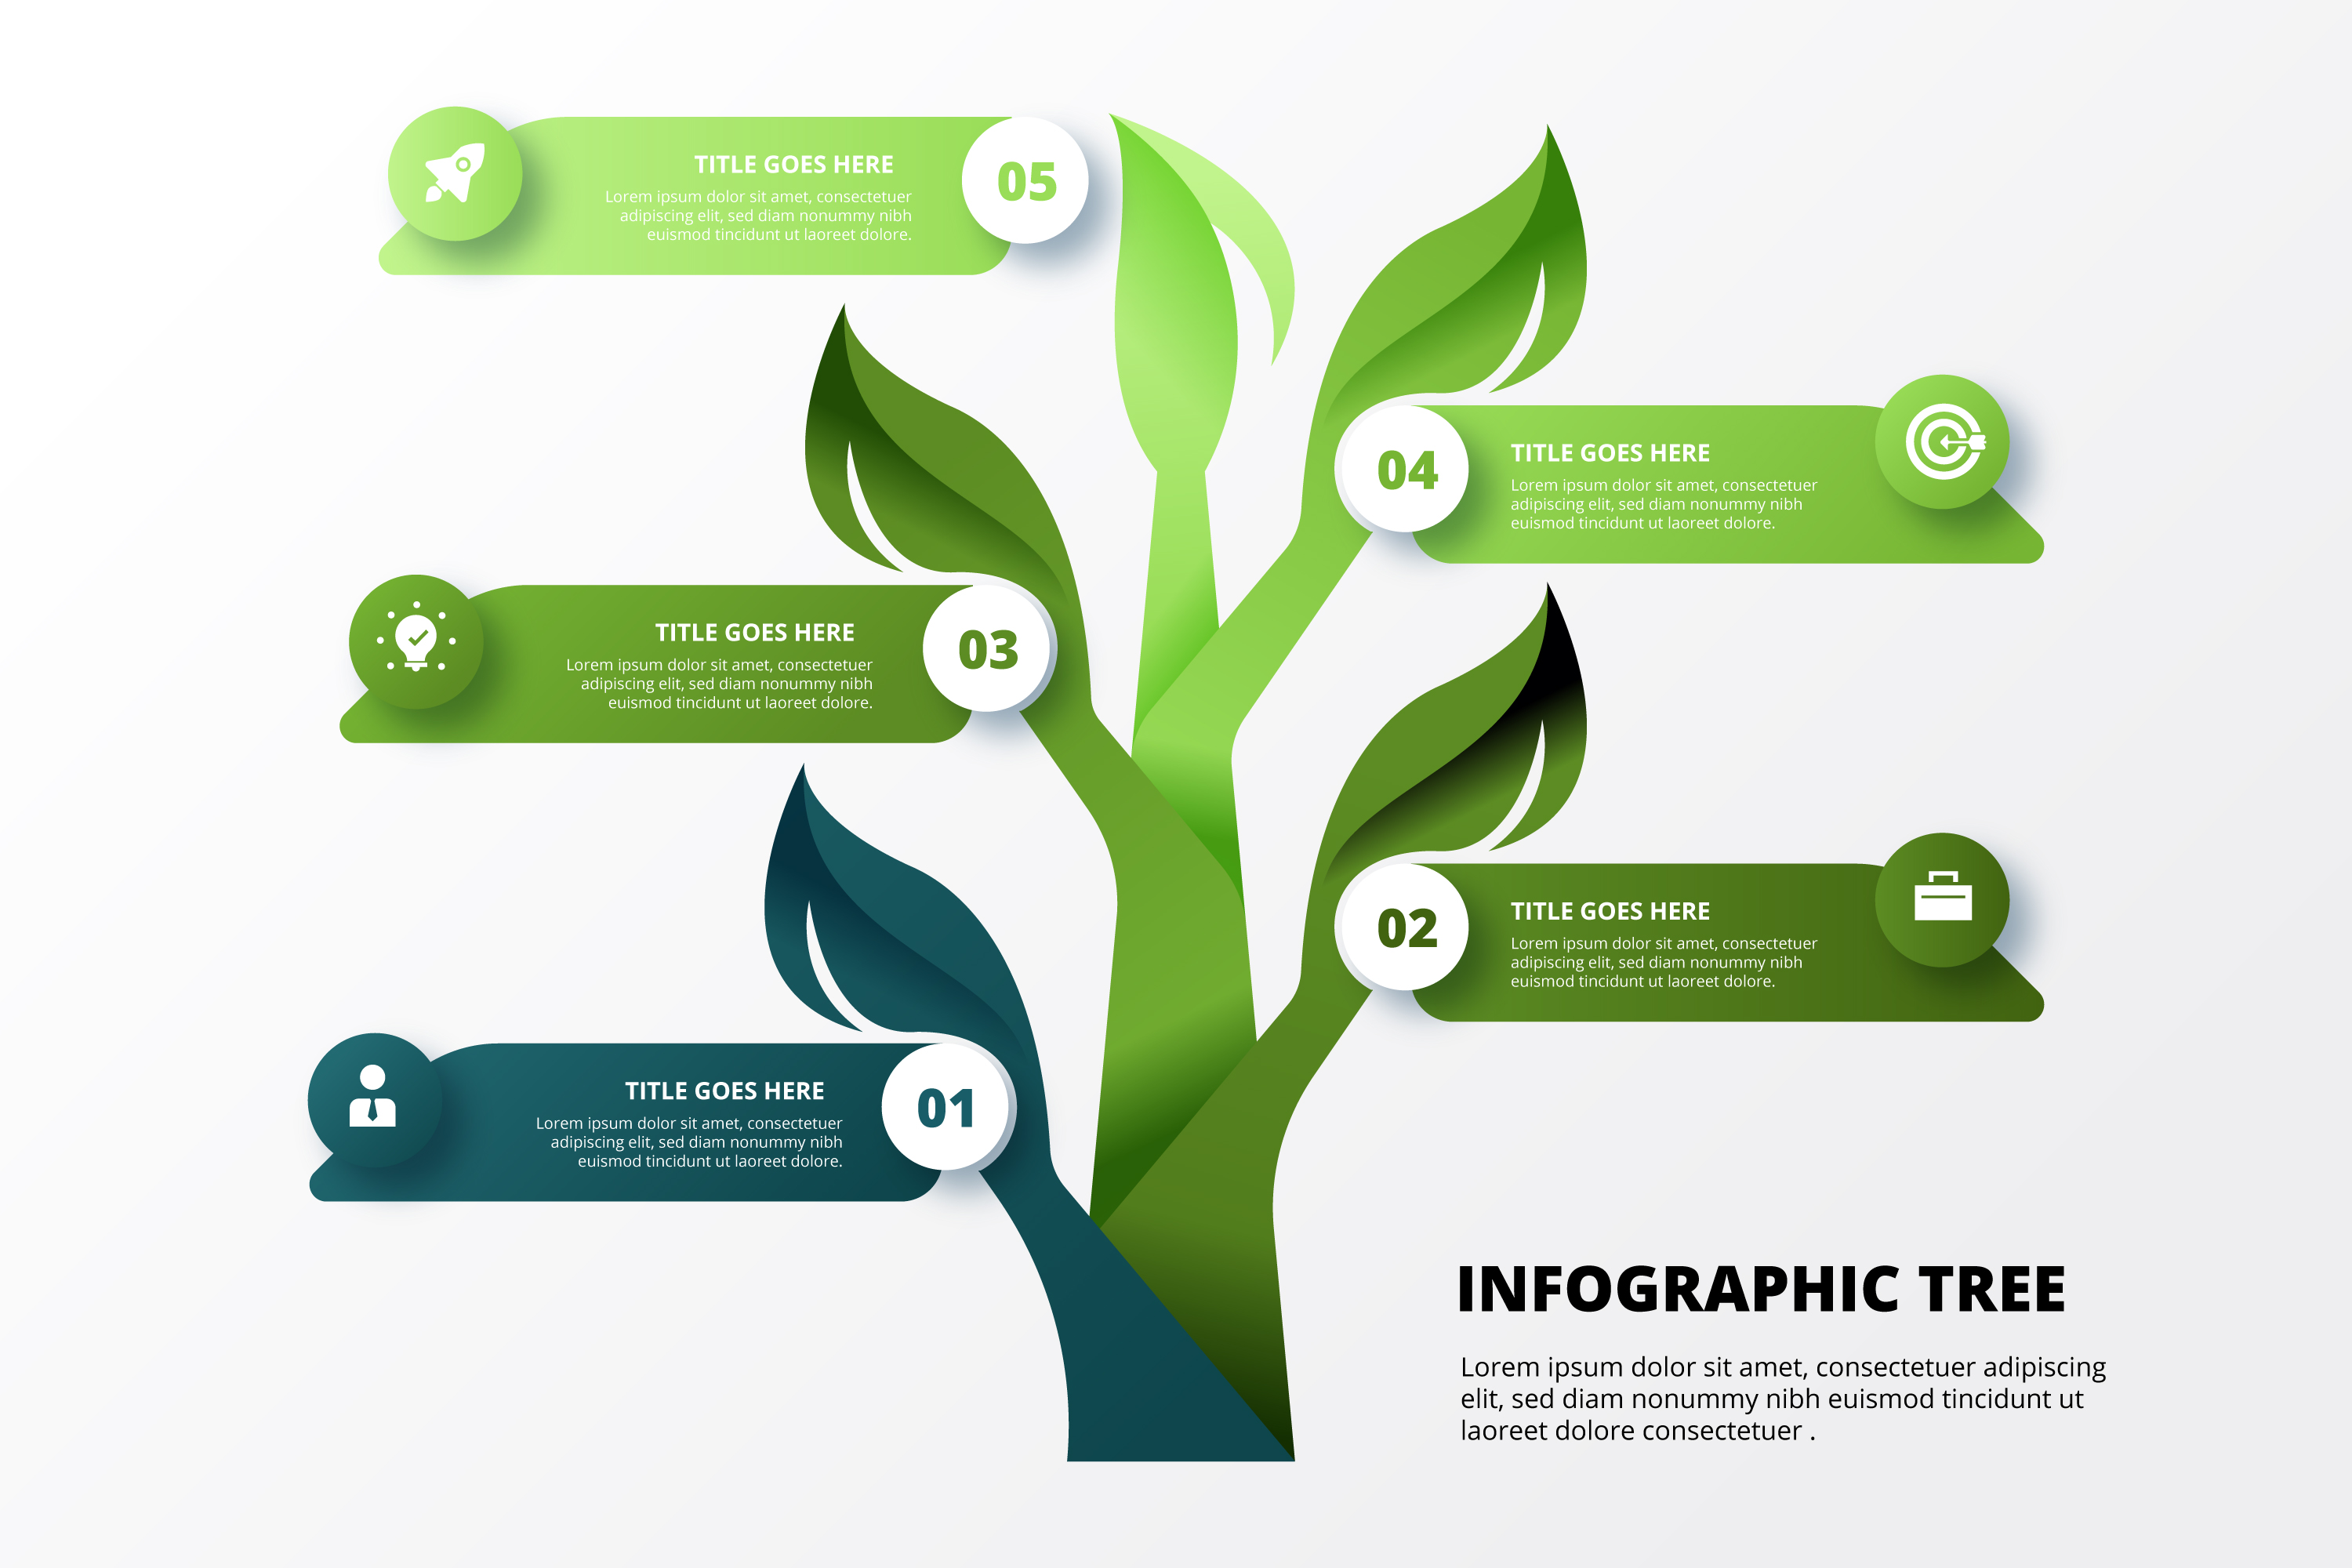 TITLE GOES HERE
Lorem ipsum dolor sit amet, consectetuer
adipiscing elit, sed diam nonummy nibh
euismod tincidunt ut laoreet dolore.
05
04
TITLE GOES HERE
Lorem ipsum dolor sit amet, consectetuer
adipiscing elit, sed diam nonummy nibh
euismod tincidunt ut laoreet dolore.
TITLE GOES HERE
Lorem ipsum dolor sit amet, consectetuer
adipiscing elit, sed diam nonummy nibh
euismod tincidunt ut laoreet dolore.
03
02
TITLE GOES HERE
Lorem ipsum dolor sit amet, consectetuer
adipiscing elit, sed diam nonummy nibh
euismod tincidunt ut laoreet dolore.
TITLE GOES HERE
Lorem ipsum dolor sit amet, consectetuer
adipiscing elit, sed diam nonummy nibh
euismod tincidunt ut laoreet dolore.
01
INFOGRAPHIC TREE
Lorem ipsum dolor sit amet, consectetuer adipiscing
elit, sed diam nonummy nibh euismod tincidunt ut
laoreet dolore consectetuer .